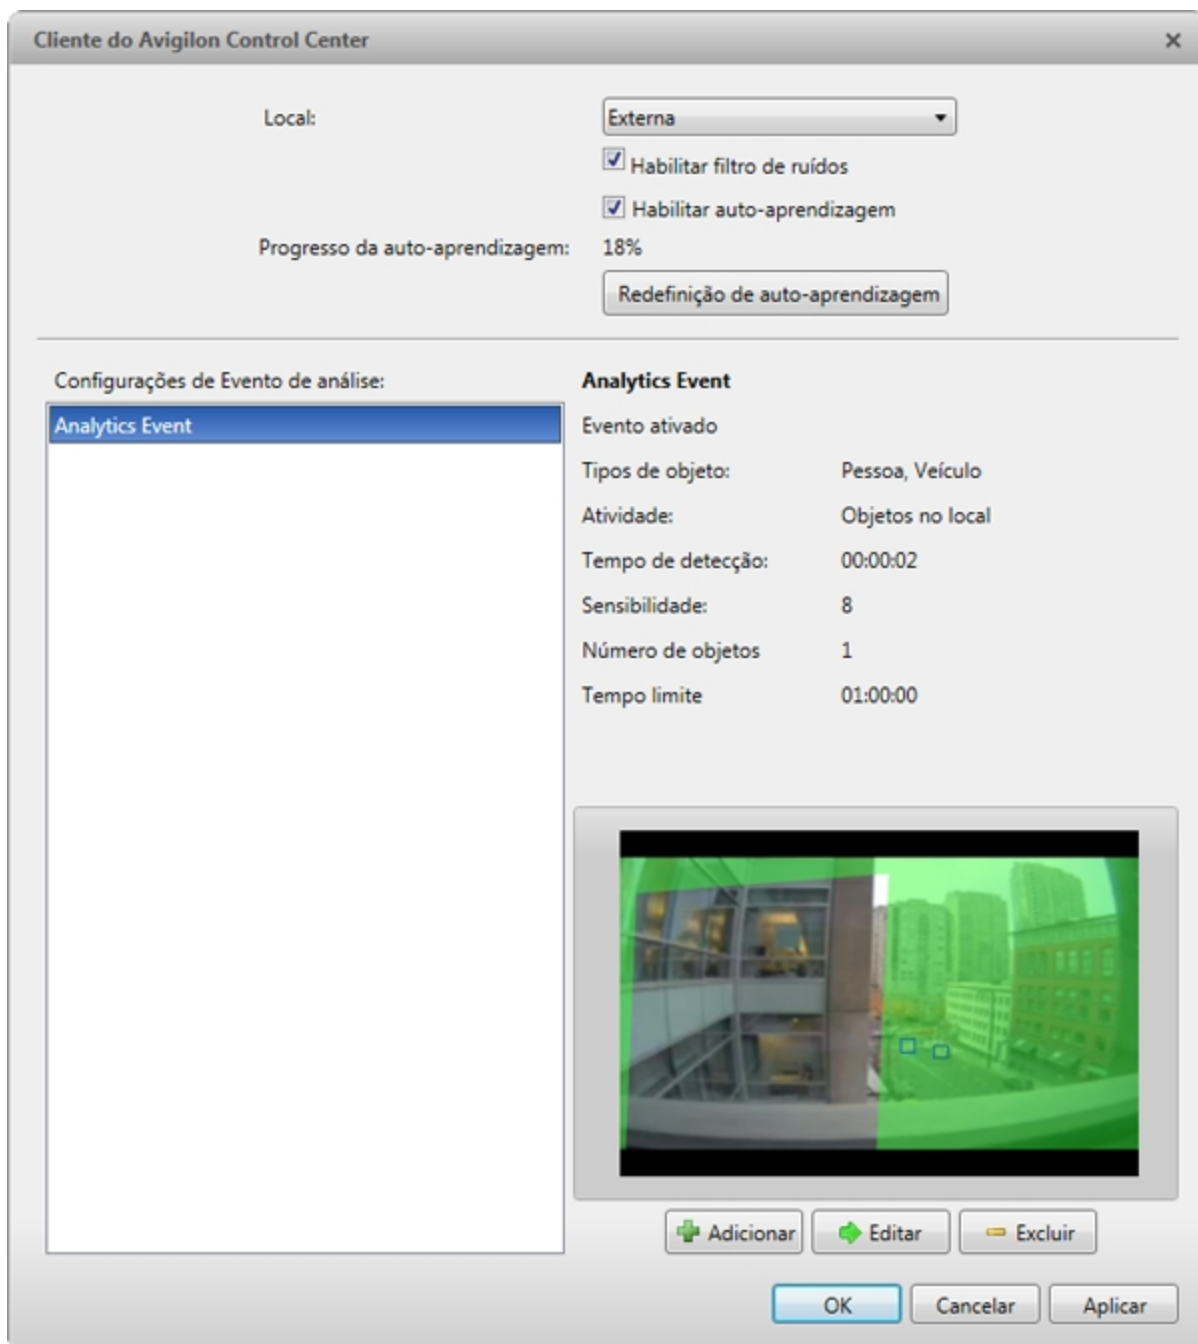 Cliente do Avigilon Control Center
Local:
Externa
Habilitar filtro de ruídos
Habilitar auto-aprendizagem
Progresso da auto-aprendizagem: 18%
Redefinição de auto-aprendizagem
Configurações de Evento de análise:
Analytics Event
Analytics Event
Evento ativado
Tipos de objeto: Pessoa, Veículo
Atividade: Objetos no local
Tempo de detecção: 00:00:02
Sensibilidade: 8
Número de objetos 1
Tempo limite 01:00:00
Adicionar
Editar
Excluir
OK
Cancelar
Aplicar